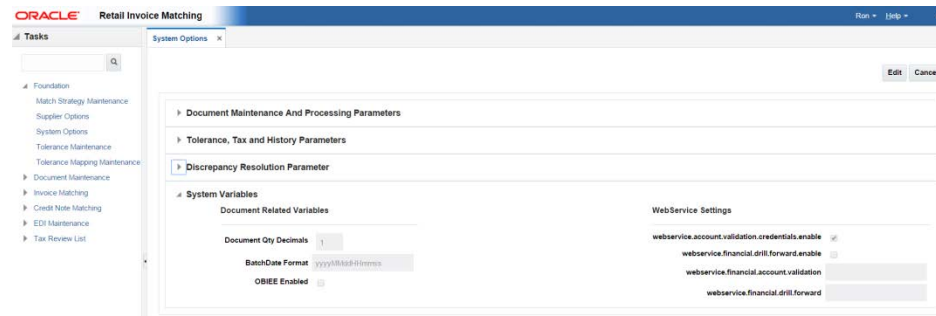 ORACLE® Retail Invoice Matching Ron Help
Tasks System Options ×
Edit Cance
Foundation
Match Strategy Maintenance
Supplier Options
System Options
Tolerance Maintenance
Tolerance Mapping Maintenance
Document Maintenance
Invoice Matching
Credit Note Matching
EDI Maintenance
Tax Review List
Document Maintenance And Processing Parameters
Tolerance, Tax and History Parameters
Discrepancy Resolution Parameter
System Variables
Document Related Variables
Document Qty Decimals 1
BatchDate Format yyyyMMddHHmmss
OBIEE Enabled
WebService Settings
webservice.account.validation.credentials.enable
webservice.financial.drill.forward.enable
webservice.financial.account.validation
webservice.financial.drill.forward